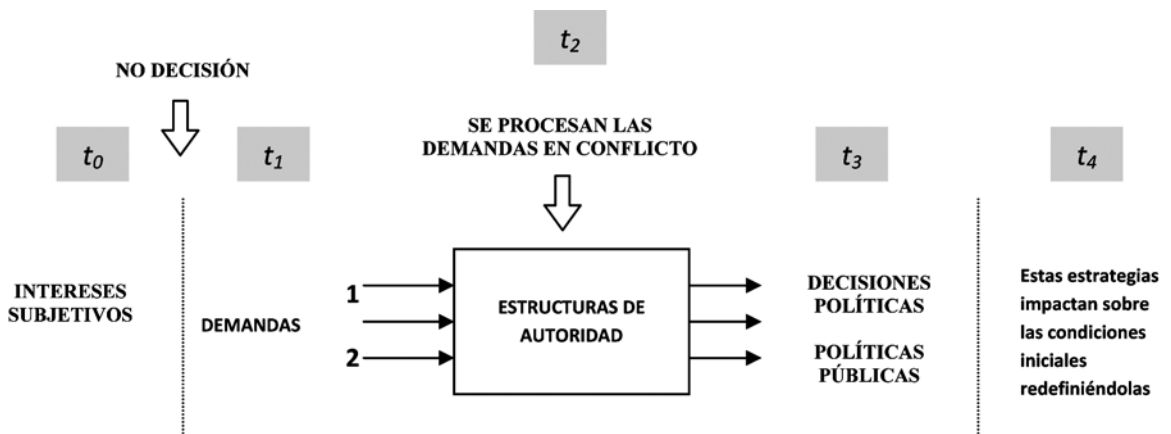 t2
NO DECISIÓN
SE PROCESAN LAS
DEMANDAS EN CONFLICTO
t0
t1
t3
t4
INTERESES
SUBJETIVOS
DEMANDAS
1
2
ESTRUCTURAS DE
AUTORIDAD
DECISIONES
POLÍTICAS
POLÍTICAS
PÚBLICAS
Estas estrategias
impactan sobre
las condiciones
iniciales
redefiniéndolas